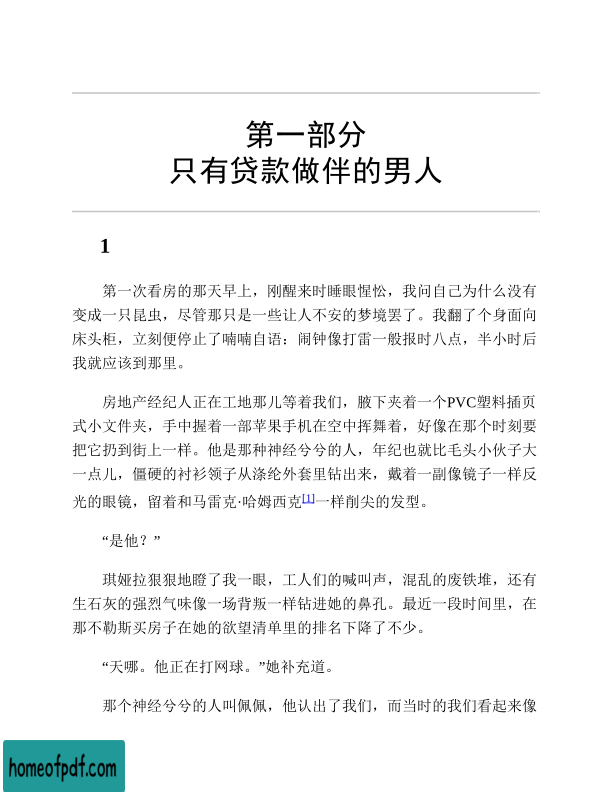 第一部分
只有贷款做伴的男人
1
第一次看房的那天早上，刚醒来时睡眼惺忪，我问自己为什么没有
变成一只昆虫，尽管那只是一些让人不安的梦境罢了。我翻了个身面向
床头柜，立刻便停止了喃喃自语：闹钟像打雷一般报时八点，半小时后
我就应该到那里。
房地产经纪人正在工地那儿等着我们，腋下夹着一个PVC塑料插页
式小文件夹，手中握着一部苹果手机在空中挥舞着，好像在那个时刻要
把它扔到街上一样。他是那种神经兮兮的人，年纪也就比毛头小伙子大
一点儿，僵硬的衬衫领子从涤纶外套里钻出来，戴着一副像镜子一样反
光的眼镜，留着和马雷克·哈姆西克[1]一样削尖的发型。
“是他？”
琪娅拉狠狠地瞪了我一眼，工人们的喊叫声，混乱的废铁堆，还有
生石灰的强烈气味像一场背叛一样钻进她的鼻孔。最近一段时间里，在
那不勒斯买房子在她的欲望清单里的排名下降了不少。
“天哪。他正在打网球。”她补充道。
那个神经兮兮的人叫佩佩，他认出了我们，而当时的我们看起来像
homeofpdf.com